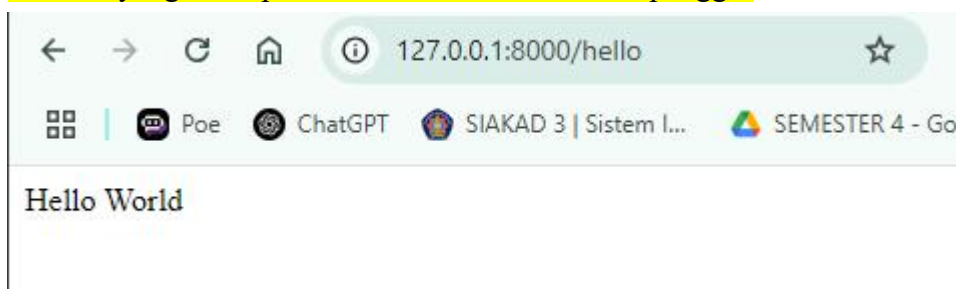 127.0.0.1:8000/hello
Poe ChatGPT SIAKAD 3 | Sistem I... SEMESTER 4 - Go
Hello World